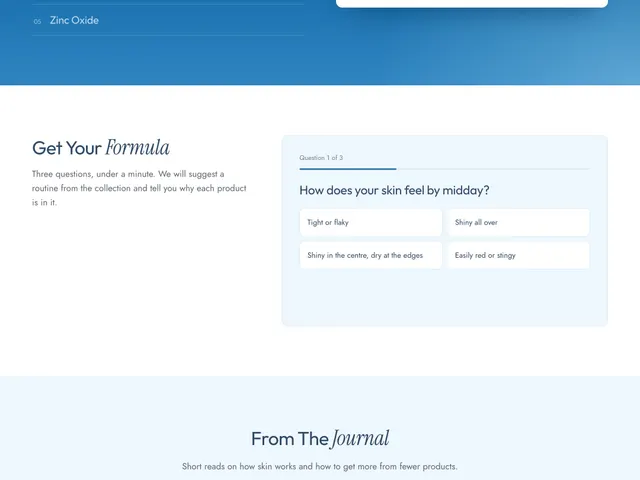 05 Zinc Oxide
Get Your Formula
Three questions, under a minute. We will suggest a
routine from the collection and tell you why each product
is in it.
Question 1 of 3
How does your skin feel by midday?
Tight or flaky
Shiny all over
Shiny in the centre, dry at the edges
Easily red or stingy
From The Journal
Short reads on how skin works and how to get more from fewer products.